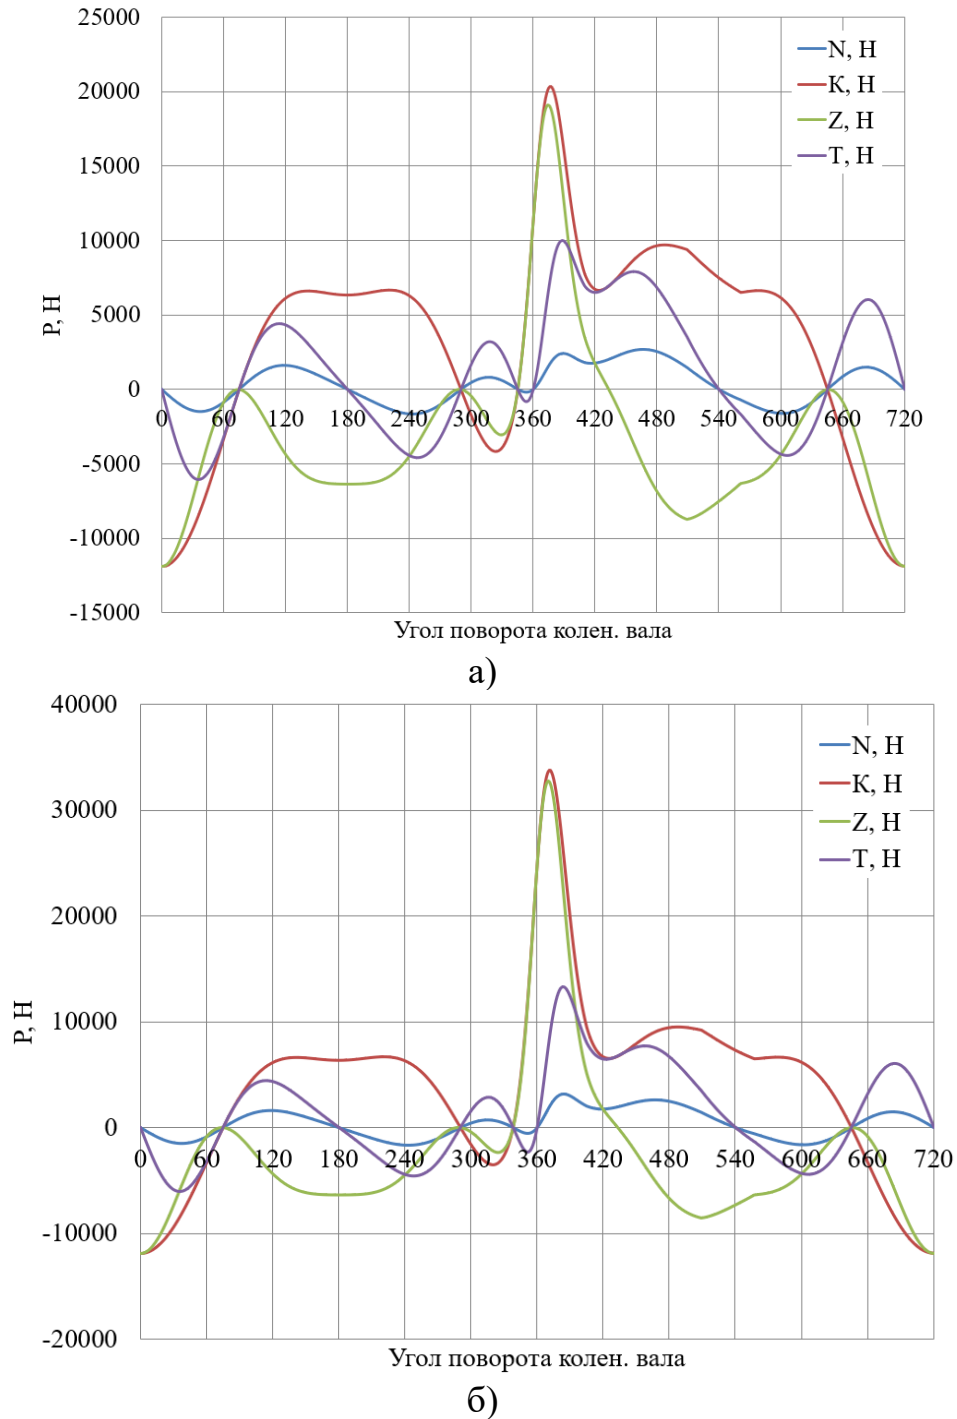 25000
20000
15000
10000
5000
0
-5000
-10000
-15000
P, Н
N, Н
К, Н
Z, Н
Т, Н
0 60 120 180 240 300 360 420 480 540 600 660 720
Угол поворота колен. вала
а)
40000
30000
20000
10000
0
-10000
-20000
P, Н
N, Н
К, Н
Z, Н
Т, Н
0 60 120 180 240 300 360 420 480 540 600 660 720
Угол поворота колен. вала
б)